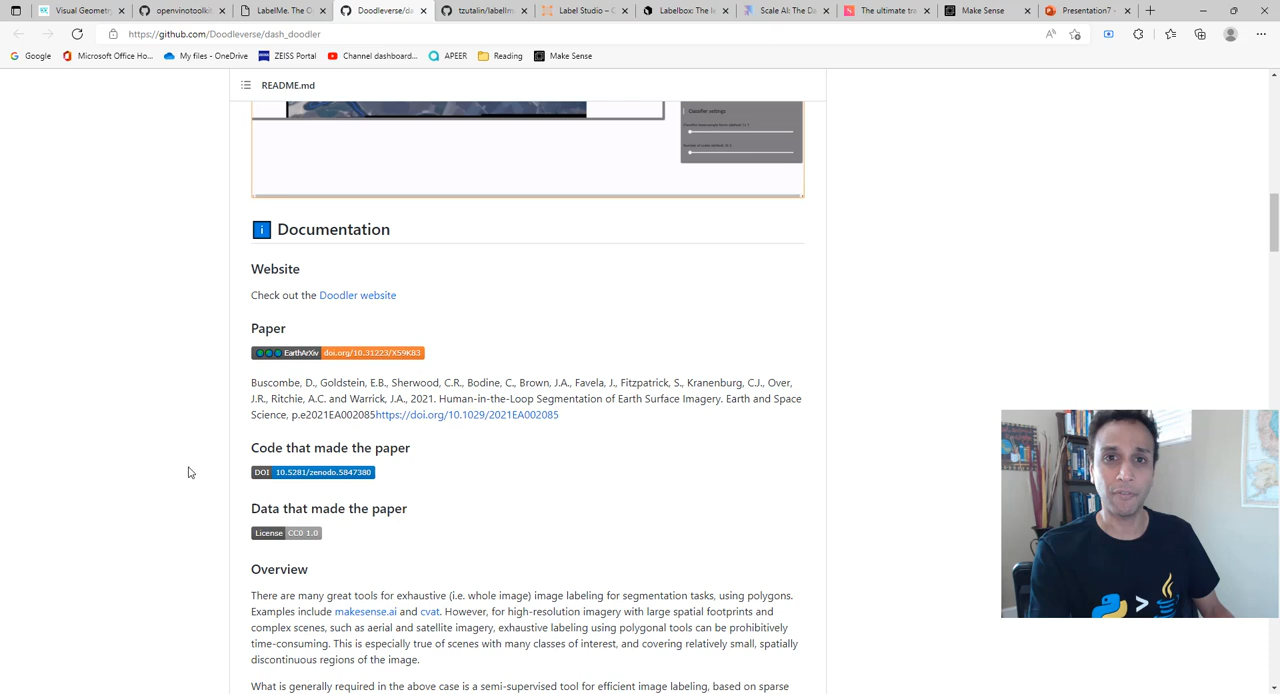 Visual Geometry
openvinotoolki
LabelMe. The O
Doodleverse/da
tzutalin/labelIm
Label Studio – O
Labelbox: The le
Scale AI: The Da
The ultimate tra
Make Sense
Presentation7 -
https://github.com/Doodleverse/dash_doodler
Google
Microsoft Office Ho...
My files - OneDrive
ZEISS Portal
Channel dashboard...
APEER
Reading
Make Sense
README.md
Classifier settings
i Documentation
Website
Check out the Doodler website
Paper
EarthArXiv doi.org/10.31223/X59K83
Buscombe, D., Goldstein, E.B., Sherwood, C.R., Bodine, C., Brown, J.A., Favela, J., Fitzpatrick, S., Kranenburg, C.J., Over,
J.R., Ritchie, A.C. and Warrick, J.A., 2021. Human-in-the-Loop Segmentation of Earth Surface Imagery. Earth and Space
Science, p.e2021EA002085https://doi.org/10.1029/2021EA002085
Code that made the paper
DOI 10.5281/zenodo.5847380
Data that made the paper
License CC0 1.0
Overview
There are many great tools for exhaustive (i.e. whole image) image labeling for segmentation tasks, using polygons.
Examples include makesense.ai and cvat. However, for high-resolution imagery with large spatial footprints and
complex scenes, such as aerial and satellite imagery, exhaustive labeling using polygonal tools can be prohibitively
time-consuming. This is especially true of scenes with many classes of interest, and covering relatively small, spatially
discontinuous regions of the image.
What is generally required in the above case is a semi-supervised tool for efficient image labeling, based on sparse